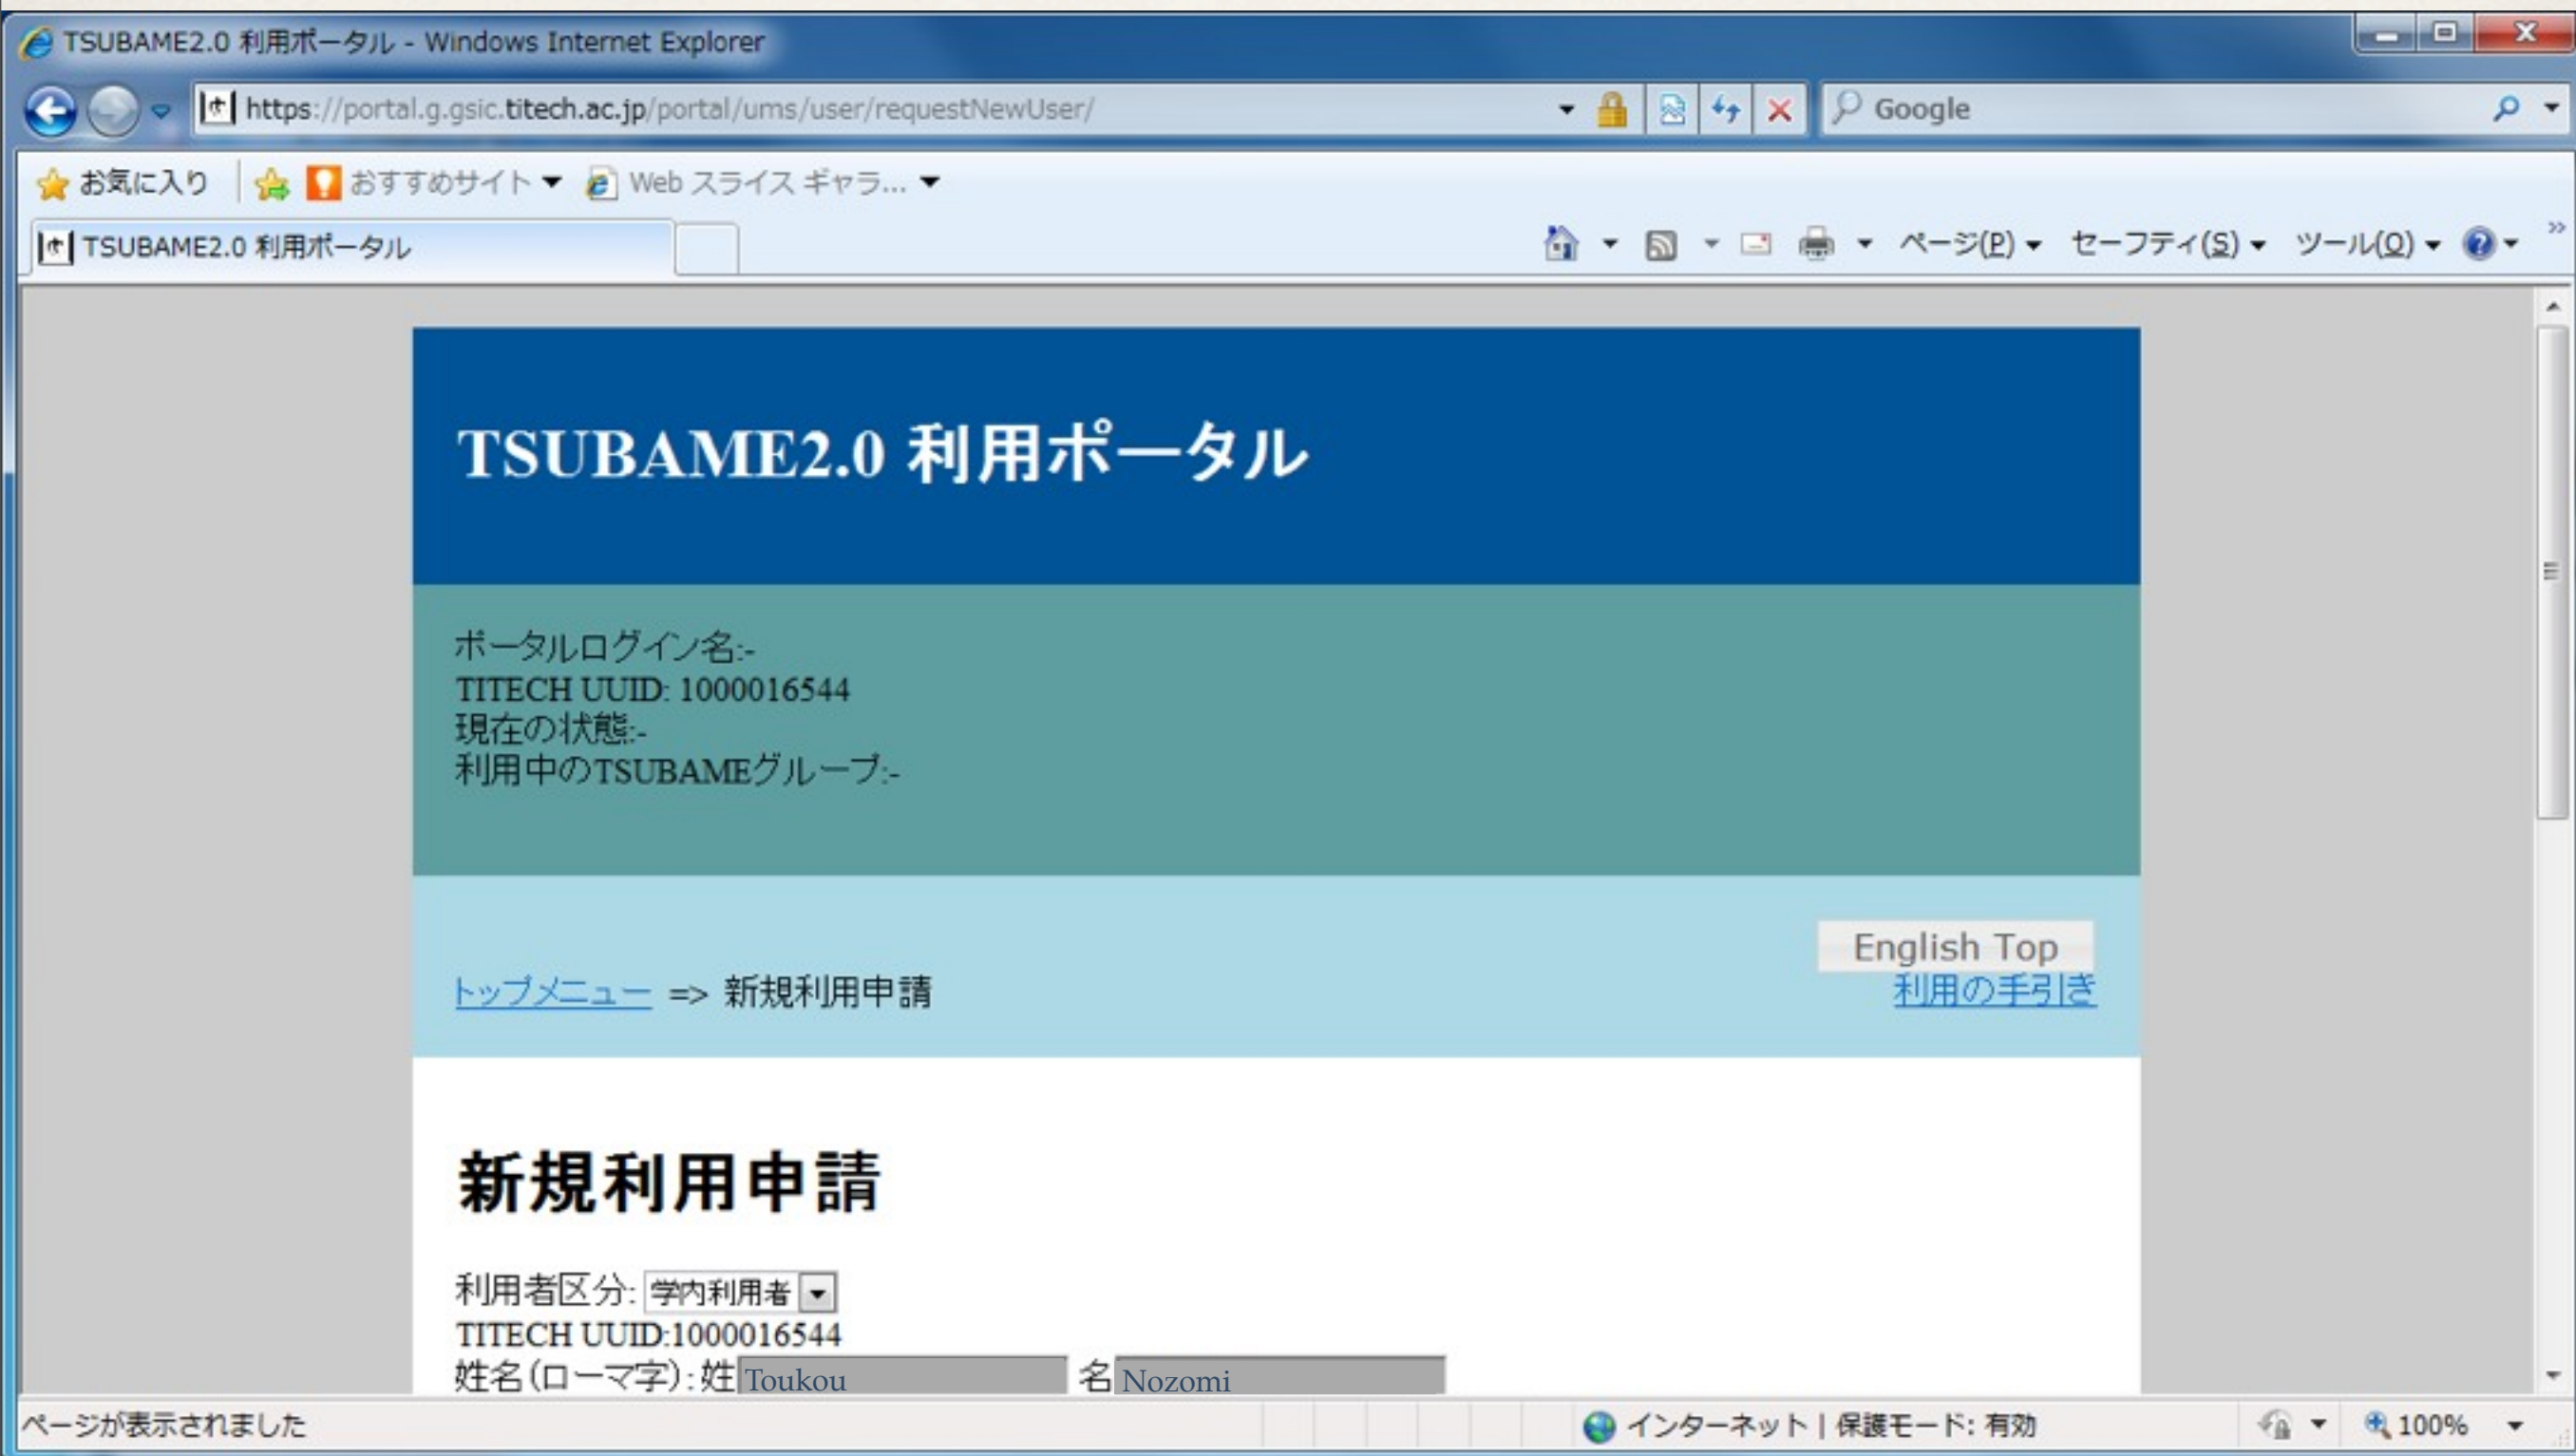 TSUBAME2.0 利用ポータル - Windows Internet Explorer
https://portal.g.gsic.titech.ac.jp/portal/ums/user/requestNewUser/
Google
お気に入り
おすすめサイト
Web スライス ギャラ...
TSUBAME2.0 利用ポータル
ページ(P)
セーフティ(S)
ツール(O)
TSUBAME2.0 利用ポータル
ポータルログイン名:-
TITECH UUID: 1000016544
現在の状態:-
利用中のTSUBAMEグループ:-
English Top
トップメニュー => 新規利用申請
利用の手引き
新規利用申請
利用者区分: 学内利用者
TITECH UUID:1000016544
姓名(ローマ字):姓 Toukou 名 Nozomi
ページが表示されました
インターネット | 保護モード: 有効
100%